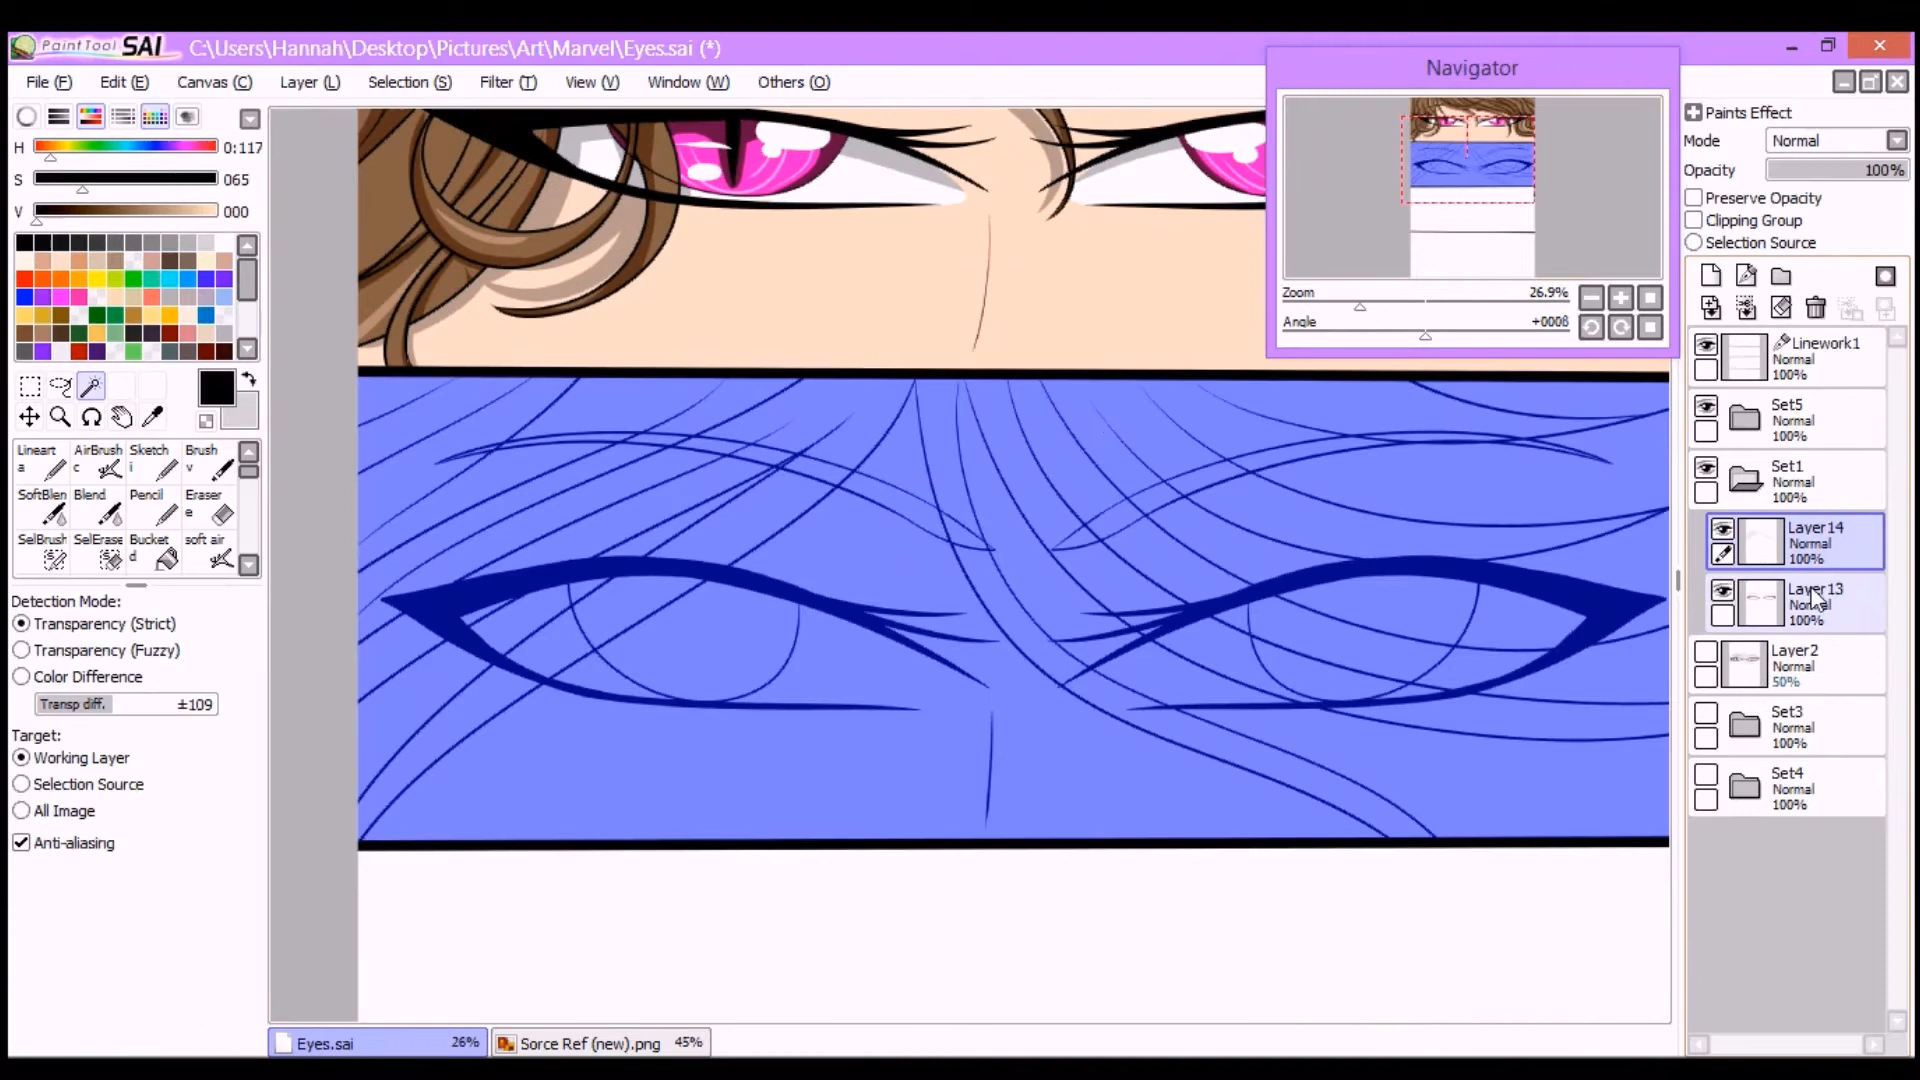 PaintTool SAI C:\Users\Hannah\Desktop\Pictures\Art\Marvel\Eyes.sai (*)
File (F) Edit (E) Canvas (C) Layer (L) Selection (S) Filter (T) View (V) Window (W) Others (O)
H 0:117
S 065
V 000
Lineart AirBrush Sketch Brush
a c i v
SoftBlen Blend Pencil Eraser
e
SelBrush SelErase Bucket soft air
d
Detection Mode:
Transparency (Strict)
Transparency (Fuzzy)
Color Difference
Transp diff. ±109
Target:
Working Layer
Selection Source
All Image
Anti-aliasing
Navigator
Zoom 26.9%
Angle +000ß
Paints Effect
Mode Normal
Opacity 100%
Preserve Opacity
Clipping Group
Selection Source
Linework1
Normal
100%
Set5
Normal
100%
Set1
Normal
100%
Layer14
Normal
100%
Layer13
Normal
100%
Layer2
Normal
50%
Set3
Normal
100%
Set4
Normal
100%
Eyes.sai 26% Sorce Ref (new).png 45%